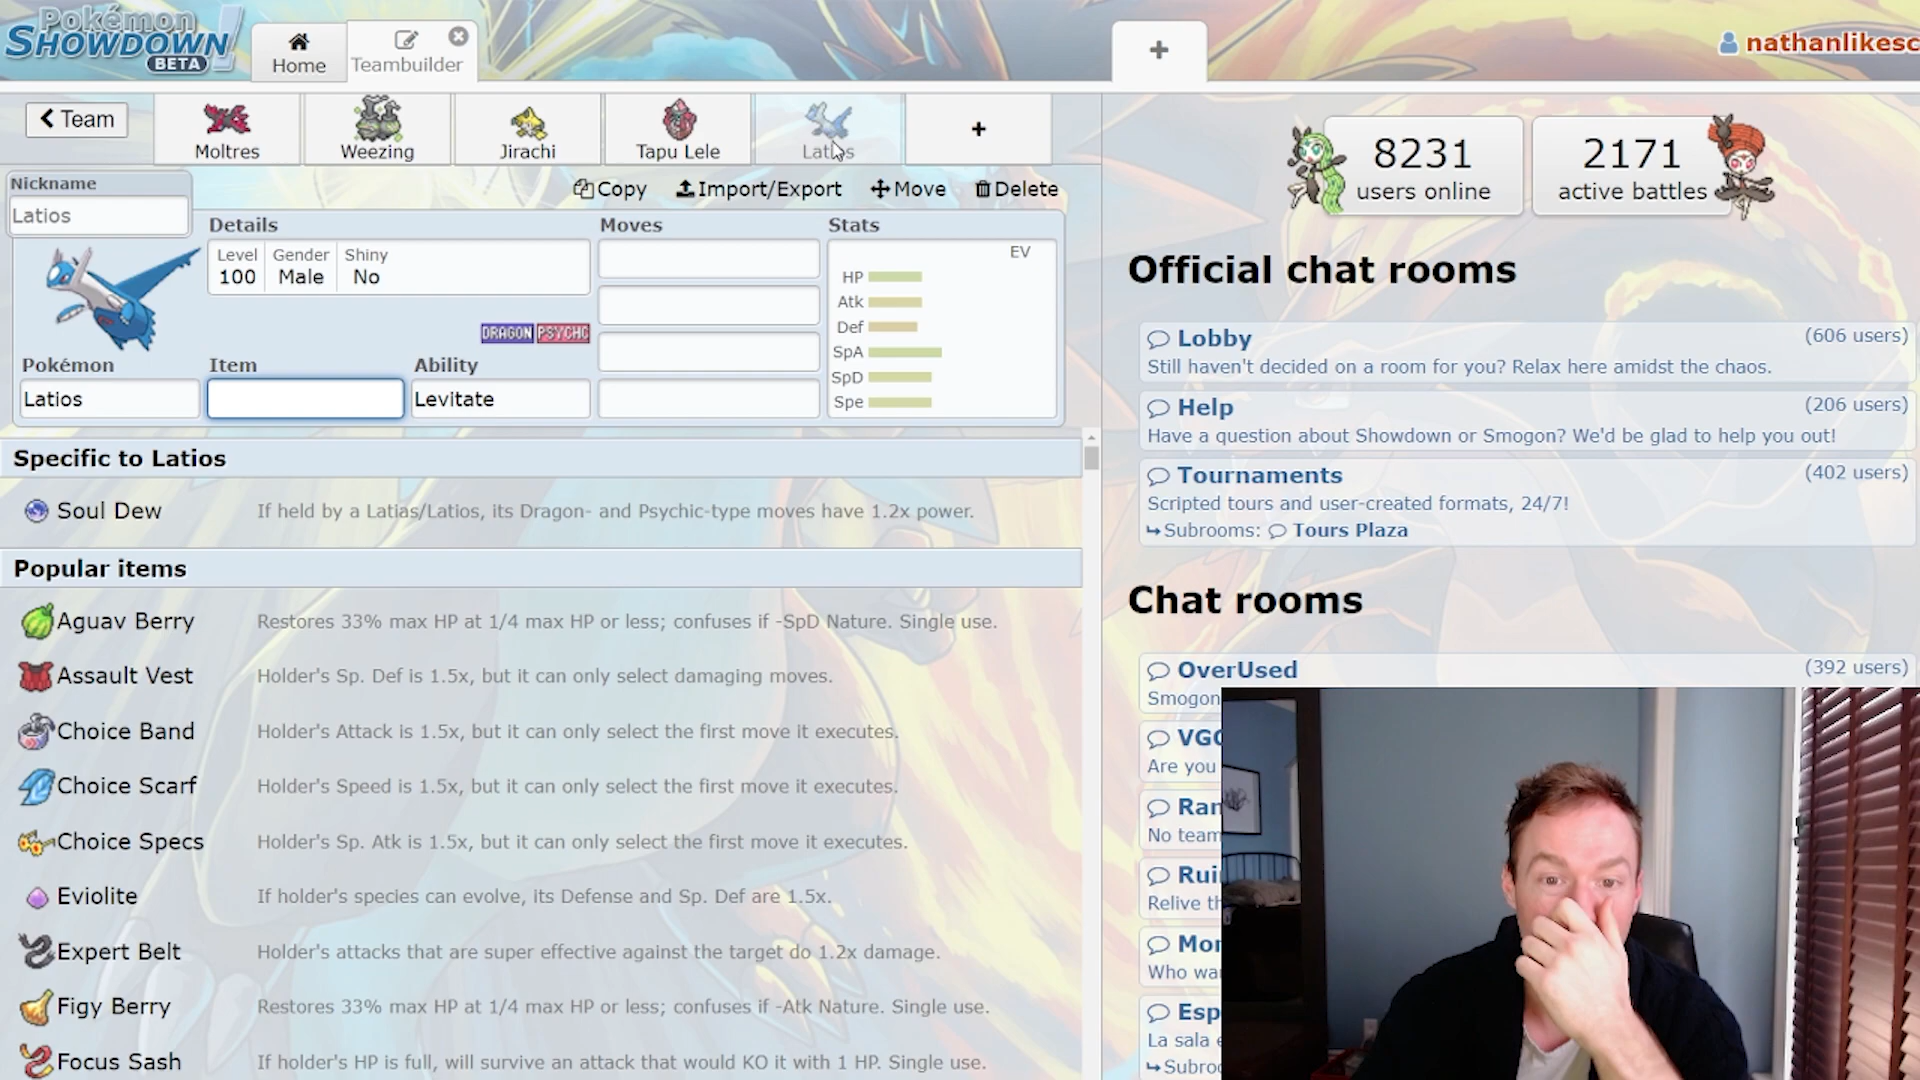 Pokémon
SHOWDOWN!
BETA
Home
Teambuilder
+
nathanlikesc
Team
Moltres
Weezing
Jirachi
Tapu Lele
Latios
+
Copy
Import/Export
Move
Delete
Nickname
Latios
Details
Level
Gender
Shiny
100
Male
No
DRAGON PSYCHC
Pokémon
Item
Ability
Latios
Levitate
Moves
Stats
EV
HP
Atk
Def
SpA
SpD
Spe
Specific to Latios
Soul Dew If held by a Latias/Latios, its Dragon- and Psychic-type moves have 1.2x power.
Popular items
Aguav Berry Restores 33% max HP at 1/4 max HP or less; confuses if -SpD Nature. Single use.
Assault Vest Holder's Sp. Def is 1.5x, but it can only select damaging moves.
Choice Band Holder's Attack is 1.5x, but it can only select the first move it executes.
Choice Scarf Holder's Speed is 1.5x, but it can only select the first move it executes.
Choice Specs Holder's Sp. Atk is 1.5x, but it can only select the first move it executes.
Eviolite If holder's species can evolve, its Defense and Sp. Def are 1.5x.
Expert Belt Holder's attacks that are super effective against the target do 1.2x damage.
Figy Berry Restores 33% max HP at 1/4 max HP or less; confuses if -Atk Nature. Single use.
Focus Sash If holder's HP is full, will survive an attack that would KO it with 1 HP. Single use.
8231
users online
2171
active battles
Official chat rooms
Lobby (606 users)
Still haven't decided on a room for you? Relax here amidst the chaos.
Help (206 users)
Have a question about Showdown or Smogon? We'd be glad to help you out!
Tournaments (402 users)
Scripted tours and user-created formats, 24/7!
Subrooms: Tours Plaza
Chat rooms
OverUsed (392 users)
Smogon
VGC
Are you
Ran
No team
Rui
Relive th
Mon
Who wa
Esp
La sala e
Subroo